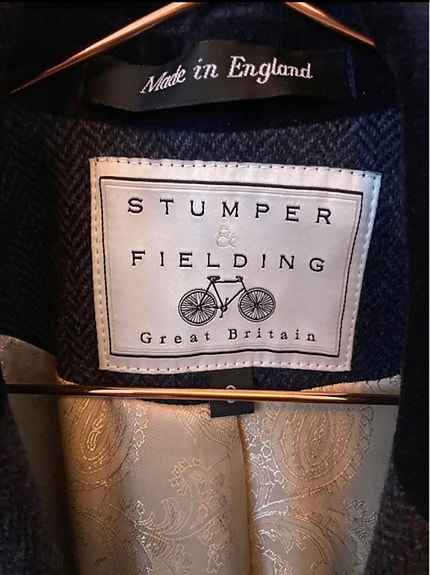 Made in England
STUMPER
&
FIELDING
Great Britain